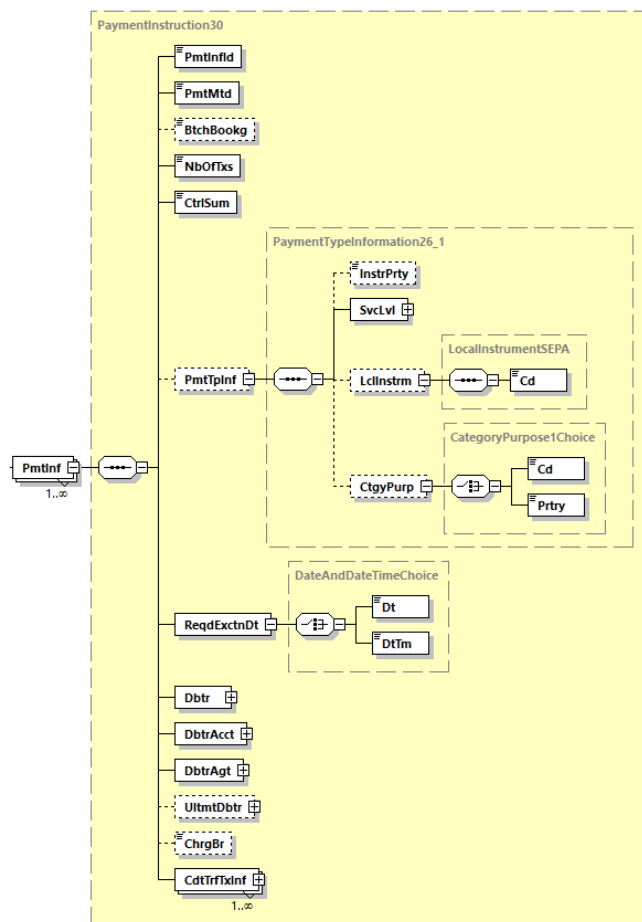 PaymentInstruction30
PmtInfId
PmtMtd
BtchBookg
NbOfTxs
CtrlSum
PaymentTypeInformation26_1
InstrPrty
SvcLvl
LocalInstrumentSEPA
PmtTpInf
LclInstrm
Cd
CategoryPurpose1Choice
Cd
PmtInf
1..∞
CtgyPurp
Prtry
DateAndDateTimeChoice
Dt
ReqdExctnDt
DtTm
Dbtr
DbtrAcct
DbtrAgt
UltmtDbtr
ChrgBr
CdtTrfTxInf
1..∞